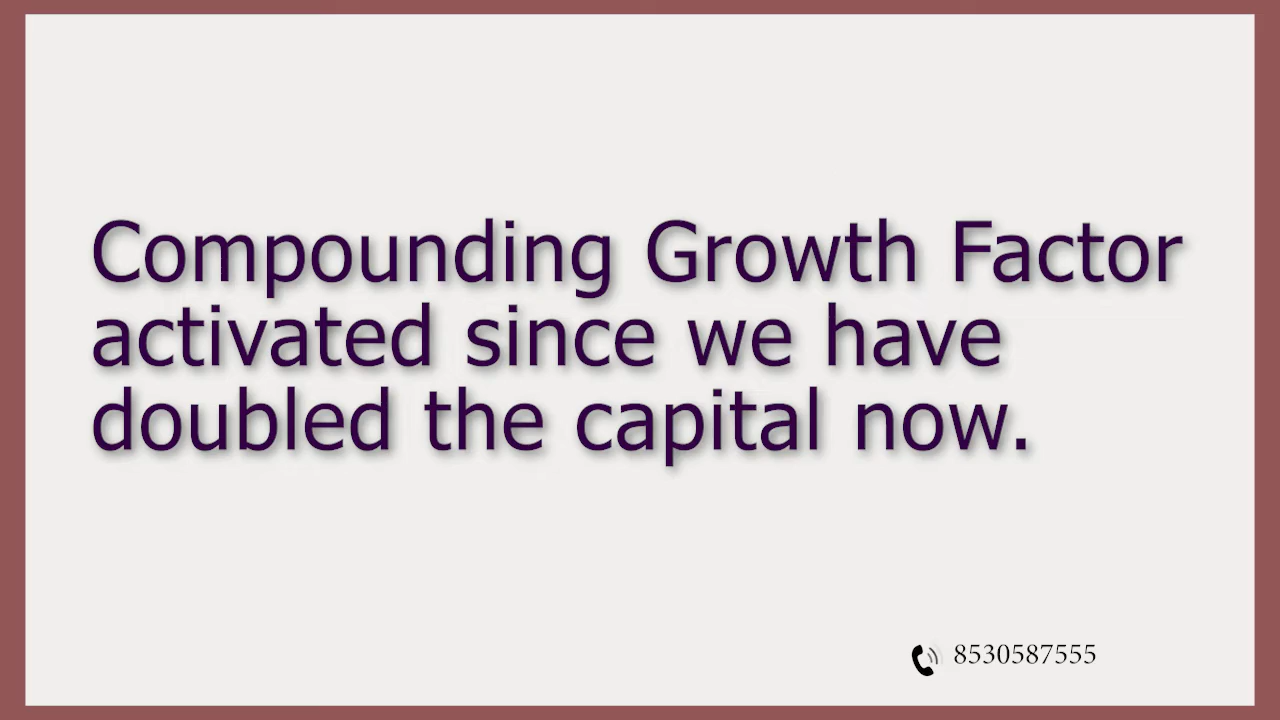 Compounding Growth Factor
activated since we have
doubled the capital now.
8530587555